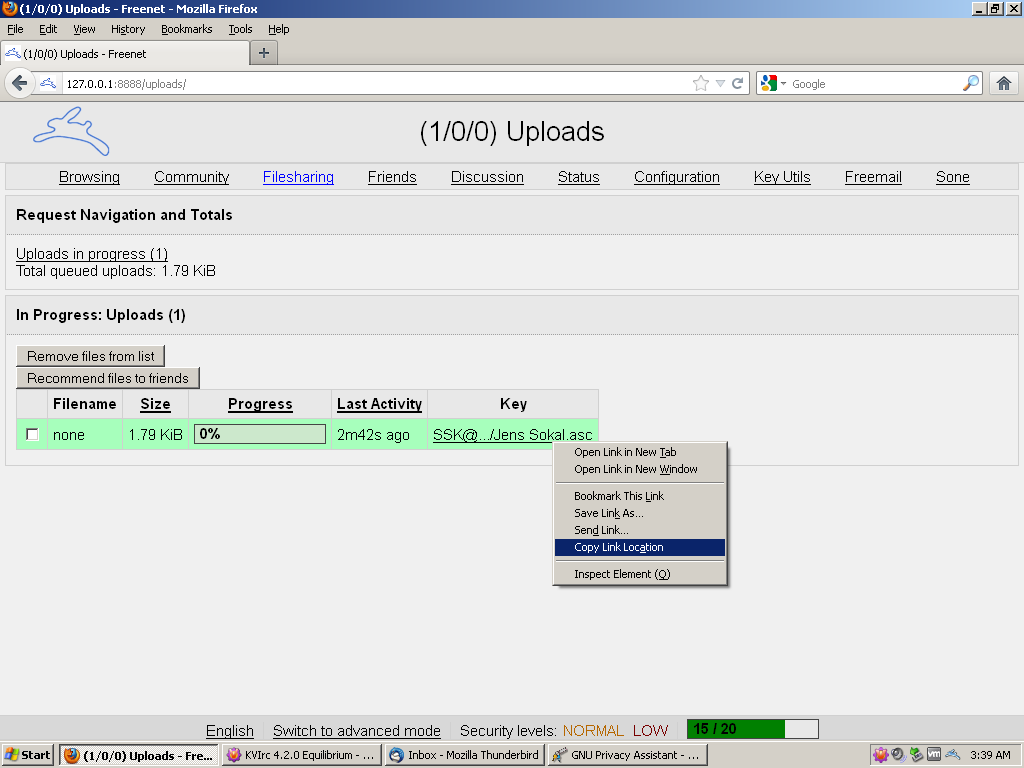 (1/0/0) Uploads - Freenet - Mozilla Firefox
File Edit View History Bookmarks Tools Help
(1/0/0) Uploads - Freenet
127.0.0.1:8888/uploads/ Google
(1/0/0) Uploads
Browsing Community Filesharing Friends Discussion Status Configuration Key Utils Freemail Sone
Request Navigation and Totals
Uploads in progress (1)
Total queued uploads: 1.79 KiB
In Progress: Uploads (1)
Remove files from list
Recommend files to friends
Filename Size Progress Last Activity Key
none 1.79 KiB 0% 2m42s ago SSK@.../Jens Sokal.asc
Open Link in New Tab
Open Link in New Window
Bookmark This Link
Save Link As...
Send Link...
Copy Link Location
Inspect Element (Q)
English Switch to advanced mode Security levels: NORMAL LOW 15 / 20
Start (1/0/0) Uploads - Fre... KVIrc 4.2.0 Equilibrium - ... Inbox - Mozilla Thunderbird GNU Privacy Assistant - ... 3:39 AM